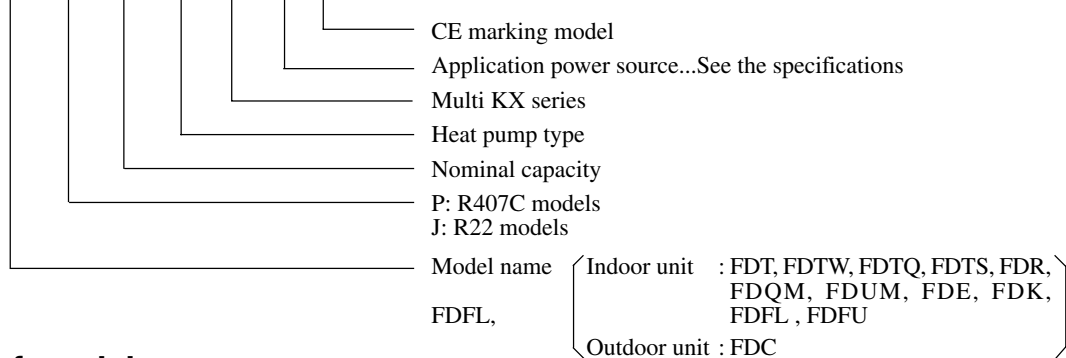 CE marking model
Application power source...See the specifications
Multi KX series
Heat pump type
Nominal capacity
P: R407C models
J: R22 models
Model name
Indoor unit : FDT, FDTW, FDTQ, FDTS, FDR,
FDQM, FDUM, FDE, FDK,
FDFL, FDFL , FDFU
Outdoor unit : FDC